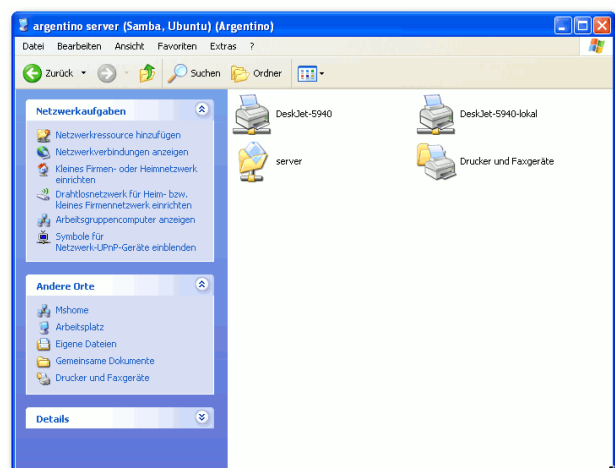 argentino server (Samba, Ubuntu) (Argentino)
Datei Bearbeiten Ansicht Favoriten Extras ?
Zurück Suchen Ordner
Netzwerkaufgaben
Netzwerkressource hinzufügen
Netzwerkverbindungen anzeigen
Kleines Firmen- oder Heimnetzwerk
einrichten
Drahtlosnetzwerk für Heim- bzw.
kleines Firmennetzwerk einrichten
Arbeitsgruppencomputer anzeigen
Symbole für
Netzwerk-UPnP-Geräte einblenden
Andere Orte
Mshome
Arbeitsplatz
Eigene Dateien
Gemeinsame Dokumente
Drucker und Faxgeräte
Details
DeskJet-5940 DeskJet-5940-lokal
server Drucker und Faxgeräte